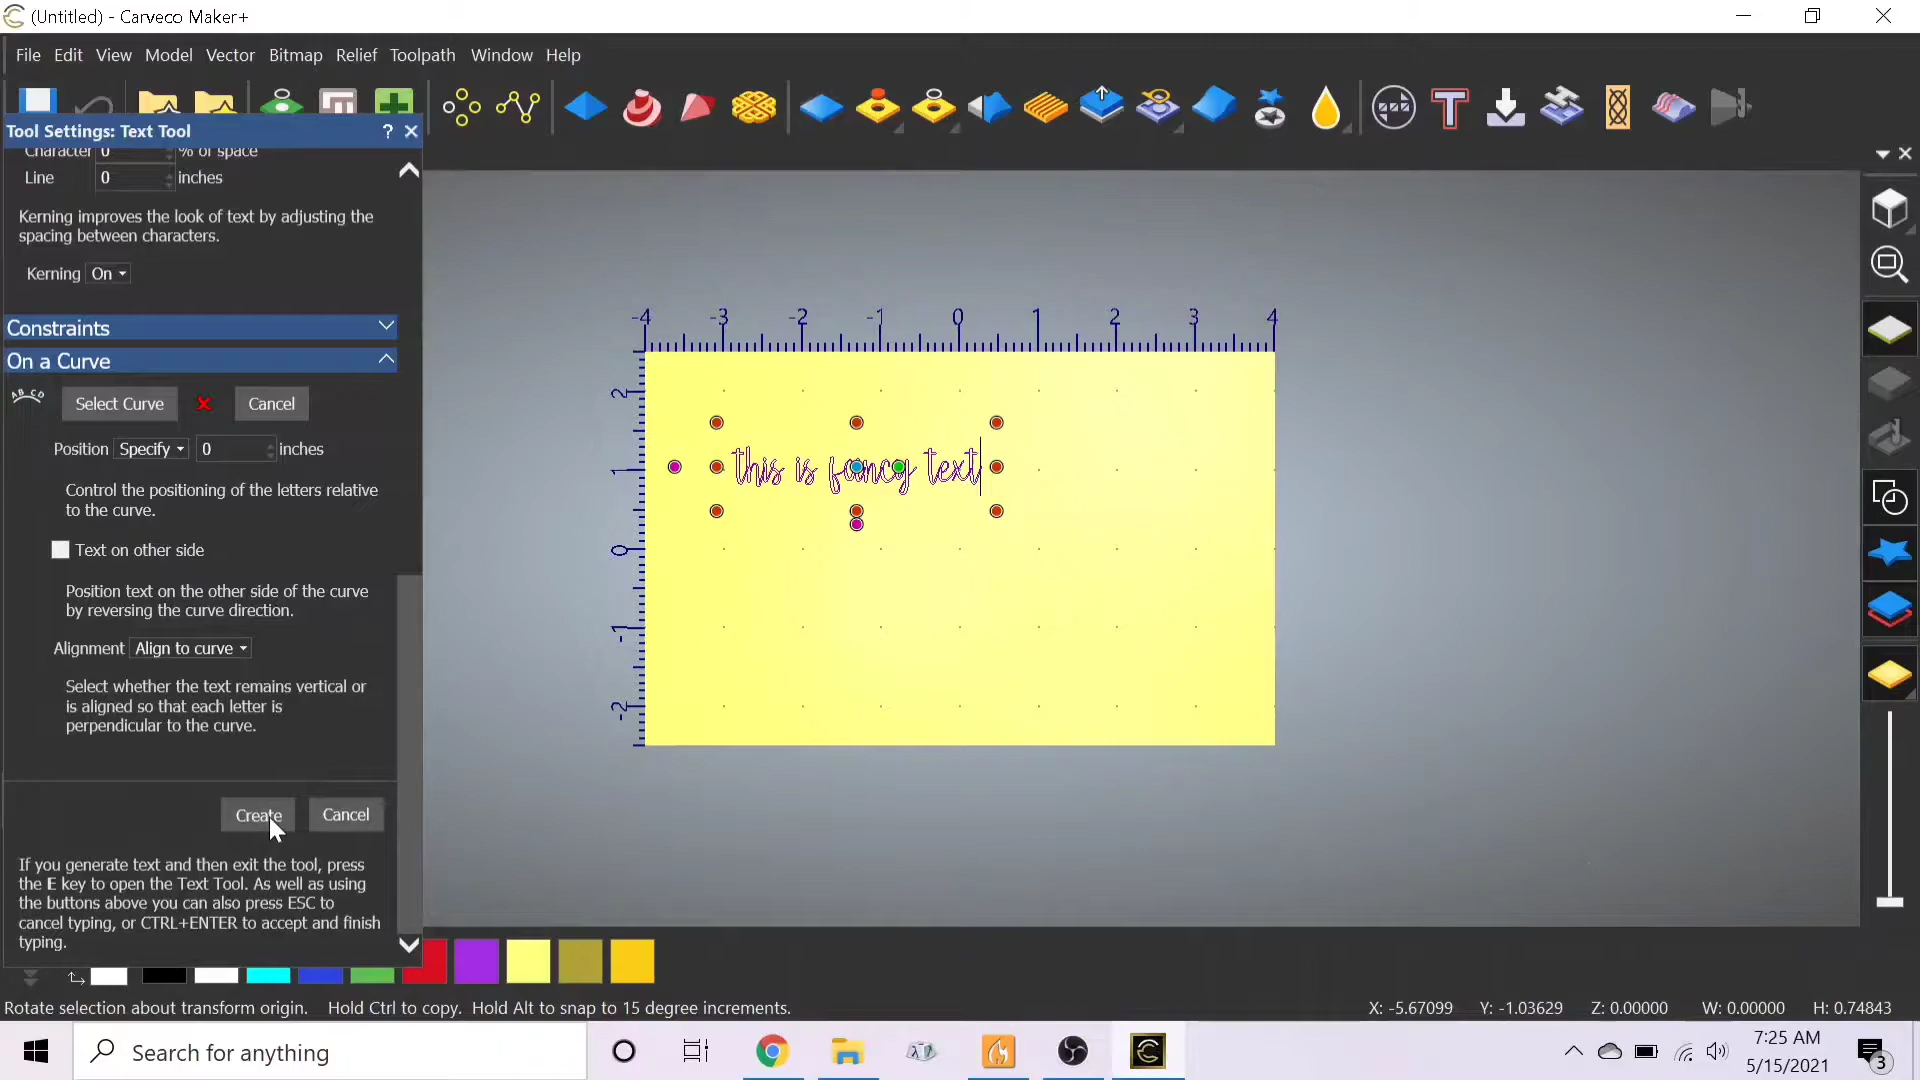 (Untitled) - Carveco Maker+
File Edit View Model Vector Bitmap Relief Toolpath Window Help
Tool Settings: Text Tool ?
Character 0 % of space
Line 0 inches
Kerning improves the look of text by adjusting the
spacing between characters.
Kerning On
Constraints
On a Curve
ABCD Select Curve Cancel
Position Specify 0 inches
Control the positioning of the letters relative
to the curve.
Text on other side
Position text on the other side of the curve
by reversing the curve direction.
Alignment Align to curve
Select whether the text remains vertical or
is aligned so that each letter is
perpendicular to the curve.
Create Cancel
If you generate text and then exit the tool, press
the E key to open the Text Tool. As well as using
the buttons above you can also press ESC to
cancel typing, or CTRL+ENTER to accept and finish
typing.
-4 -3 -2 -1 0 1 2 3 4
2
1
0
-1
-2
this is fancy text
Rotate selection about transform origin. Hold Ctrl to copy. Hold Alt to snap to 15 degree increments.
X: -5.67099 Y: -1.03629 Z: 0.00000 W: 0.00000 H: 0.74843
Search for anything
7:25 AM
5/15/2021
3